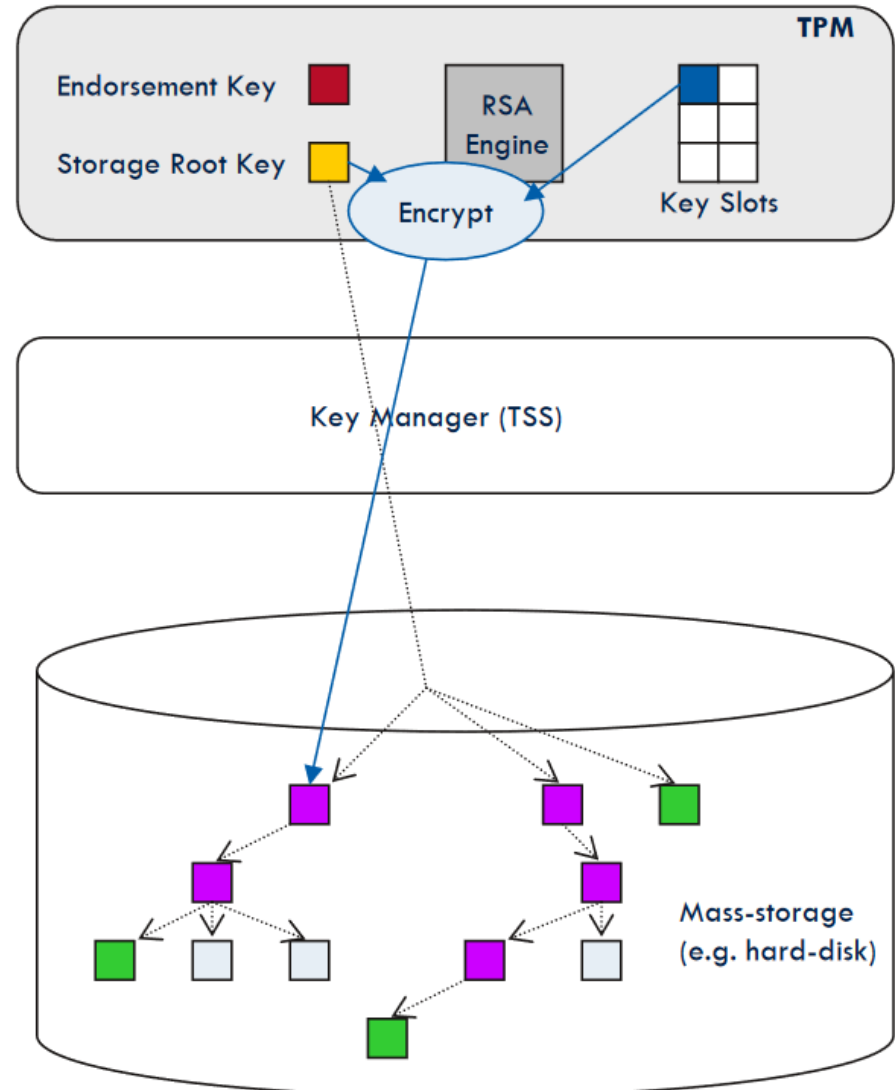 TPM
Endorsement Key
RSA
Engine
Storage Root Key
Encrypt
Key Slots
Key Manager (TSS)
Mass-storage
(e.g. hard-disk)